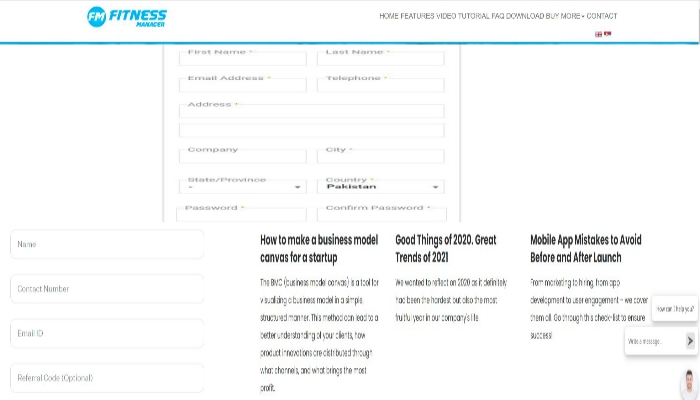 FM FITNESS
MANAGER
HOME FEATURES VIDEO TUTORIAL FAQ DOWNLOAD BUY MORE CONTACT
First Name * Last Name *
Email Address * Telephone *
Address *
Company City *
State/Province Country *
- Pakistan
Password * Confirm Password *
Name
Contact Number
Email ID
Referral Code (Optional)
How to make a business model
canvas for a startup
The BMC (business model canvas) is a tool for
visualizing a business model in a simple
structured manner. This method can lead to a
better understanding of your clients, how
product innovations are distributed through
what channels, and what brings the most
profit.
Good Things of 2020. Great
Trends of 2021
We wanted to reflect on 2020 as it definitely
had been the hardest but also the most
fruitful year in our company's life.
Mobile App Mistakes to Avoid
Before and After Launch
From marketing to hiring, from app
development to user engagement – we cover
them all. Go through this check-list to ensure
success!
How can I help you?
Write a message..